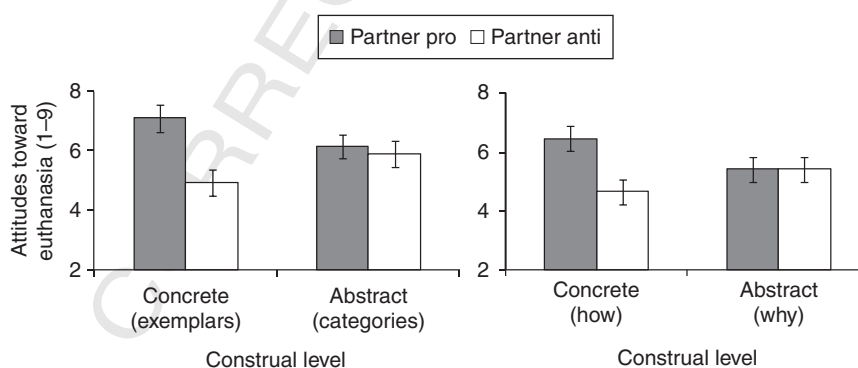 Partner pro Partner anti
Attitudes toward
euthanasia (1–9)
8
6
4
2
Concrete
(exemplars)
Abstract
(categories)
Construal level
8
6
4
2
Concrete
(how)
Abstract
(why)
Construal level
C RREC